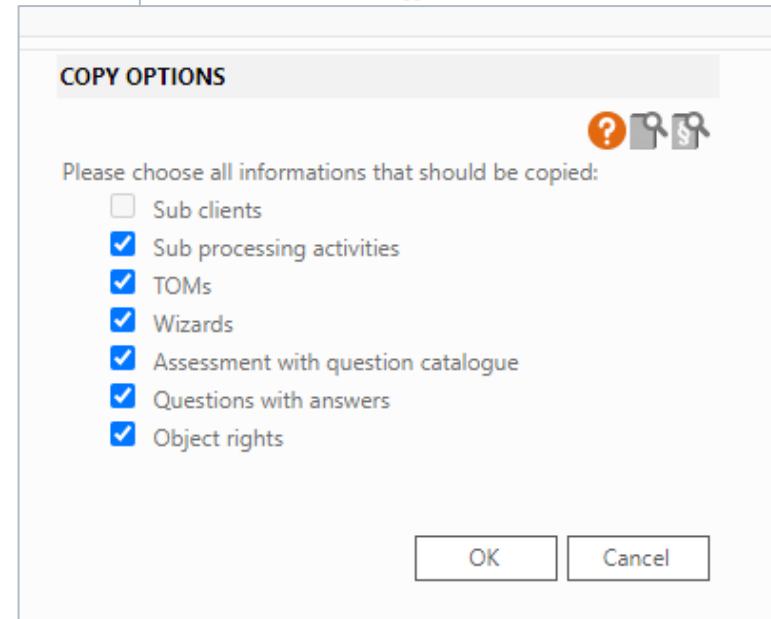 COPY OPTIONS
?
§
Please choose all informations that should be copied:
Sub clients
Sub processing activities
TOMs
Wizards
Assessment with question catalogue
Questions with answers
Object rights
OK
Cancel